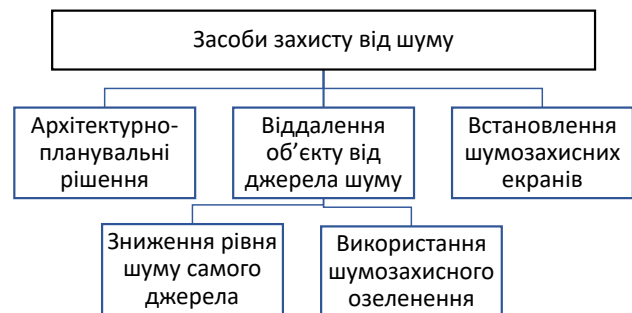 Засоби захисту від шуму
Архітектурно-
планувальні
рішення
Віддалення
об’єкту від
джерела шуму
Встановлення
шумозахисних
екранів
Зниження рівня
шуму самого
джерела
Використання
шумозахисного
озеленення